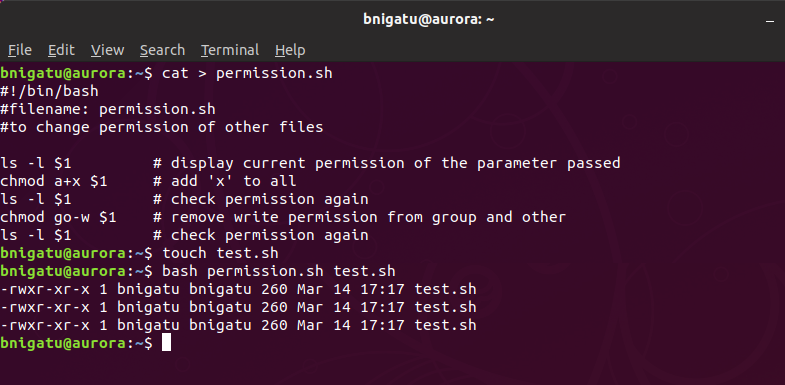 bnigatu@aurora: ~
File Edit View Search Terminal Help
bnigatu@aurora:~$ cat > permission.sh
#!/bin/bash
#filename: permission.sh
#to change permission of other files

ls -l $1         # display current permission of the parameter passed
chmod a+x $1     # add 'x' to all
ls -l $1         # check permission again
chmod go-w $1    # remove write permission from group and other
ls -l $1         # check permission again
bnigatu@aurora:~$ touch test.sh
bnigatu@aurora:~$ bash permission.sh test.sh
-rwxr-xr-x 1 bnigatu bnigatu 260 Mar 14 17:17 test.sh
-rwxr-xr-x 1 bnigatu bnigatu 260 Mar 14 17:17 test.sh
-rwxr-xr-x 1 bnigatu bnigatu 260 Mar 14 17:17 test.sh
bnigatu@aurora:~$